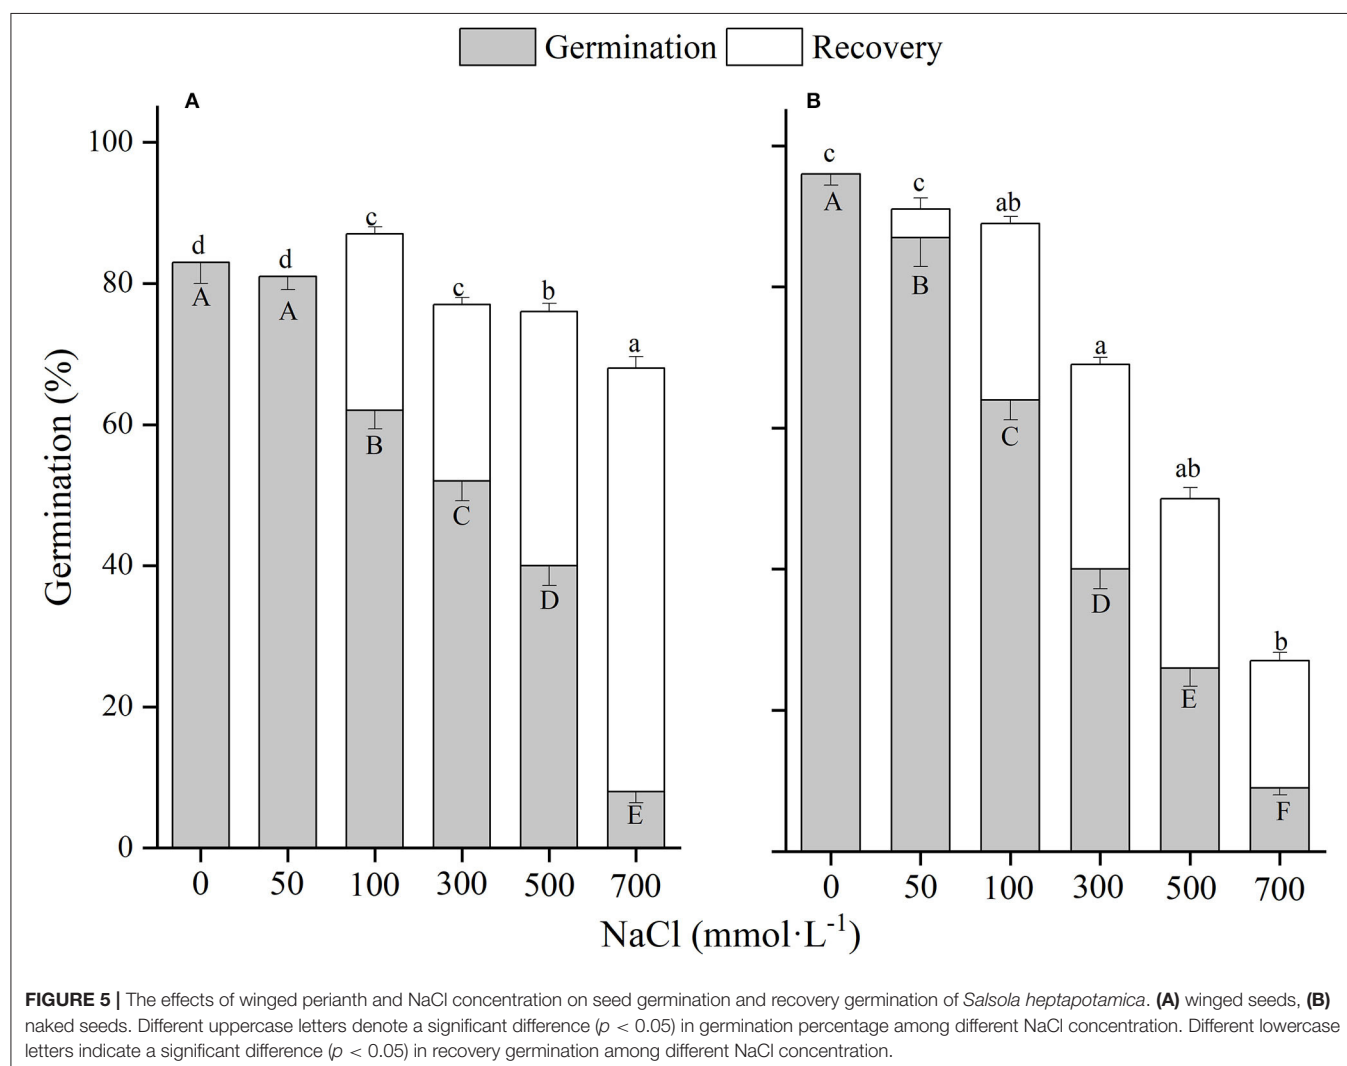 Germination Recovery
A
B
100
80
60
40
20
0
Germination (%)
d d c c b a
A A B C D E
c c ab a ab b
A B C D E F
0 50 100 300 500 700
0 50 100 300 500 700
NaCl (mmol·L⁻¹)
FIGURE 5 | The effects of winged perianth and NaCl concentration on seed germination and recovery germination of Salsola heptapotamica. (A) winged seeds, (B)
naked seeds. Different uppercase letters denote a significant difference (p < 0.05) in germination percentage among different NaCl concentration. Different lowercase
letters indicate a significant difference (p < 0.05) in recovery germination among different NaCl concentration.